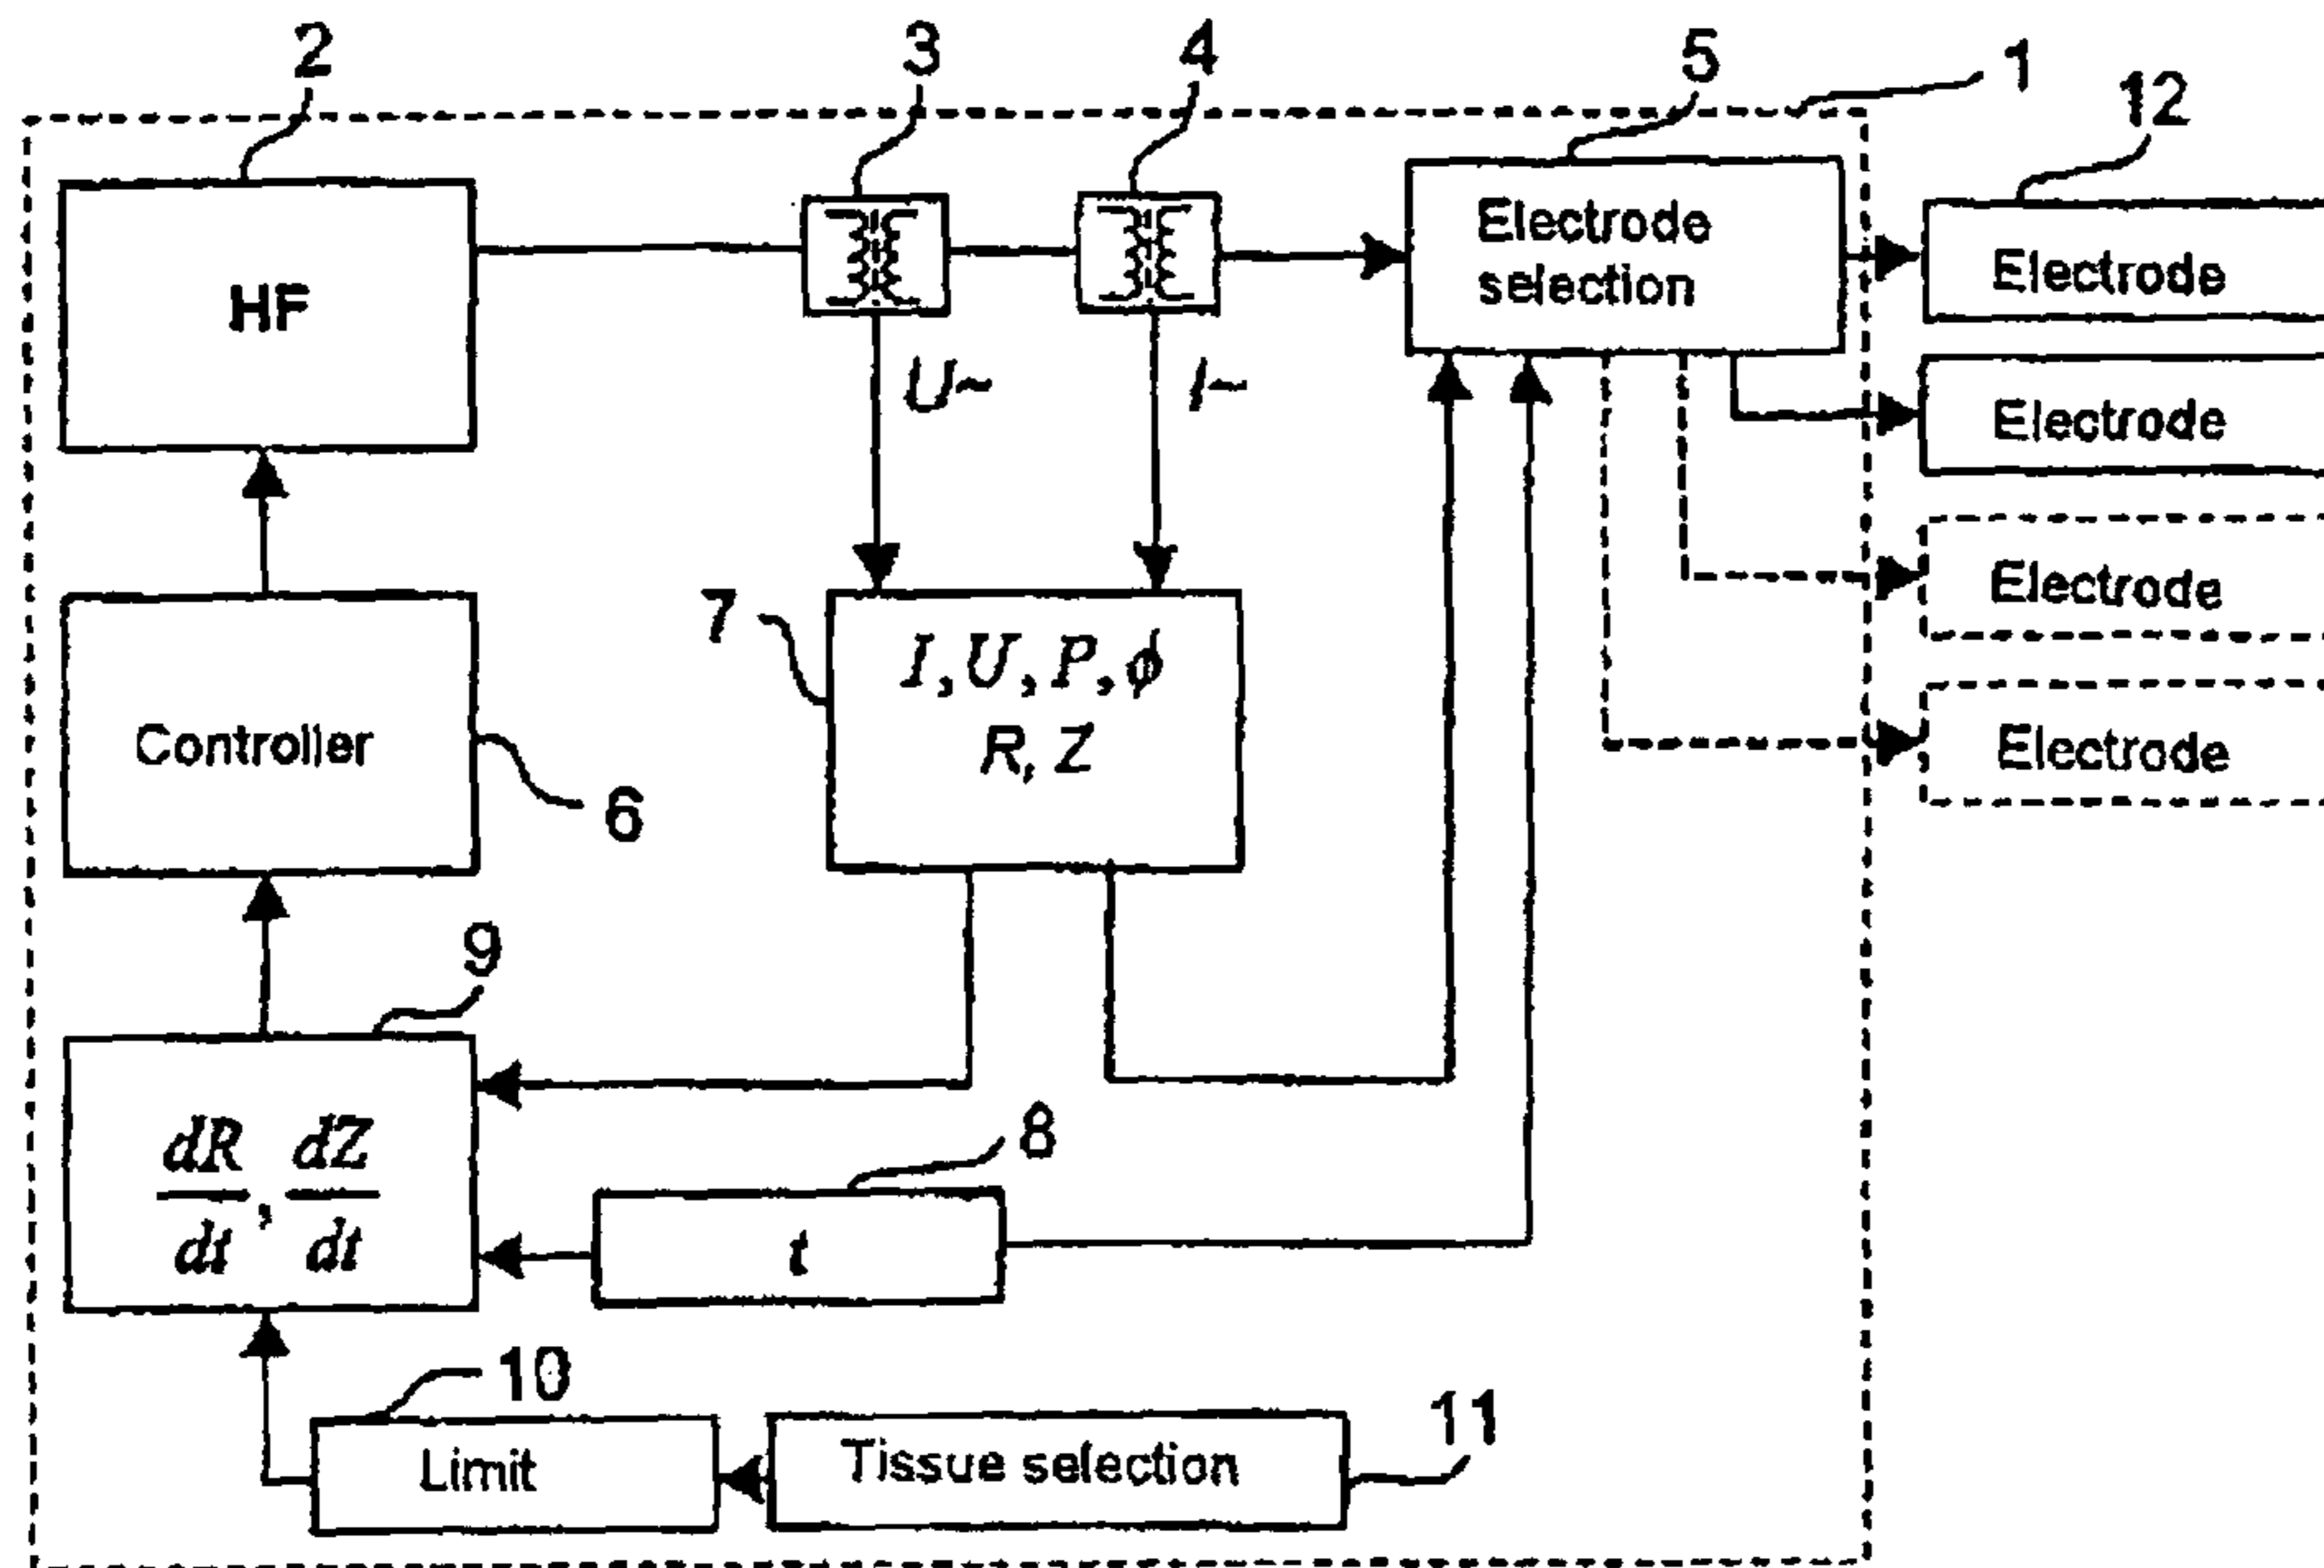 2
3
4
5
1
12
HF
Electrode
selection
Electrode
U~
I~
Electrode
7
I, U, P, ϕ
R, Z
Electrode
Controller
6
Electrode
9
dR/dt, dZ/dt
8
t
10
Limit
Tissue selection
11